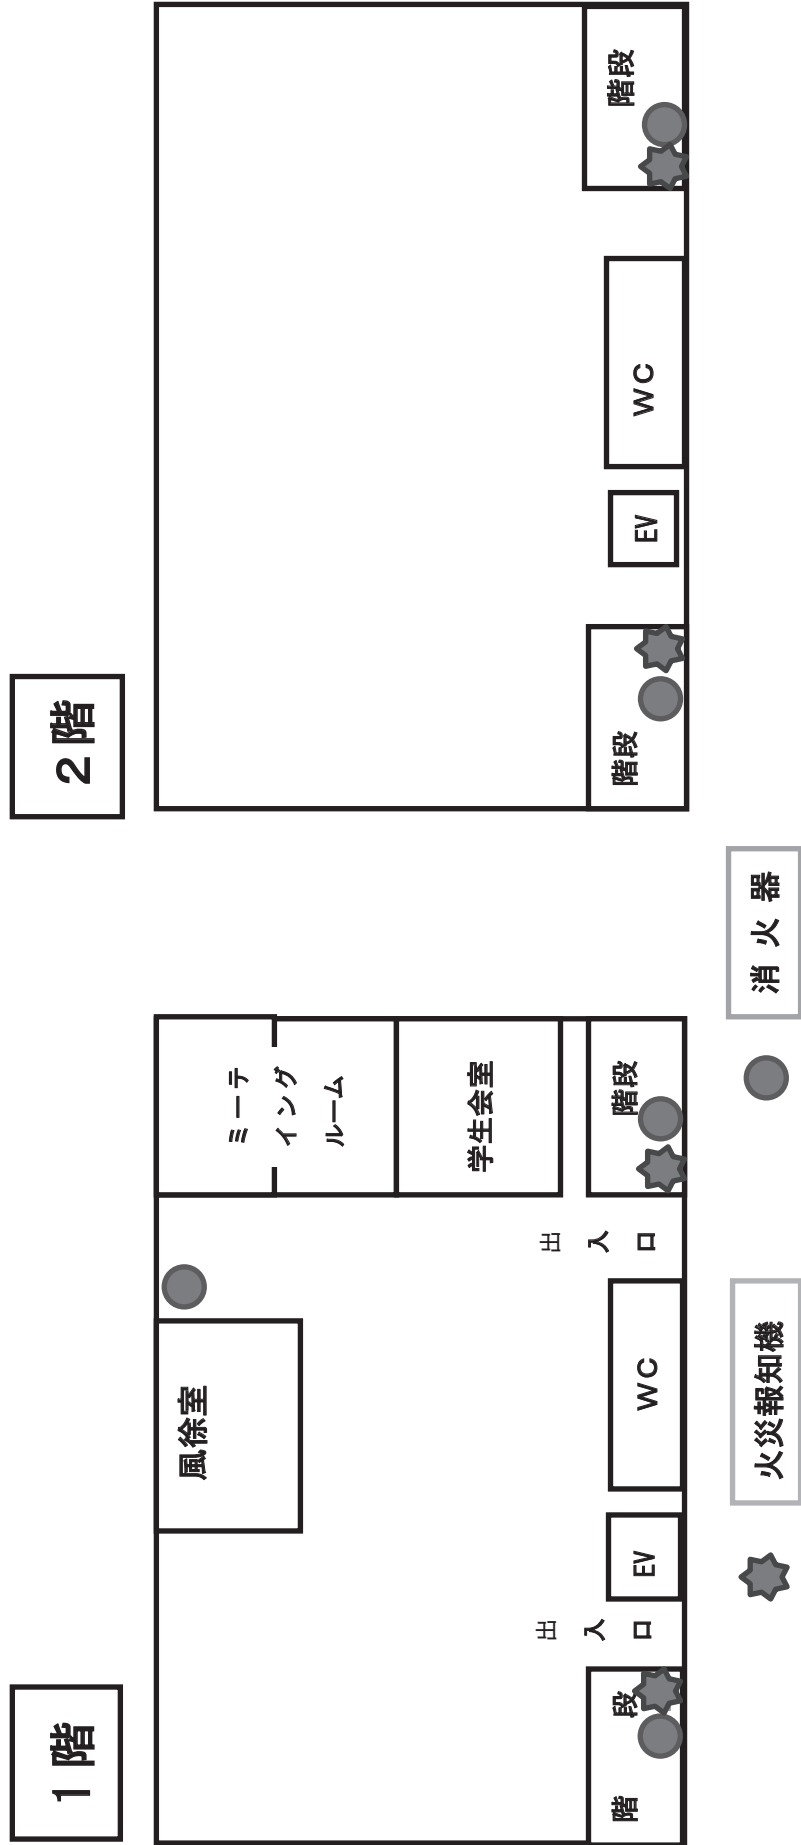 1階
風徐室
ミーテ
イング
ルーム
学生会室
階 段
出入口
EV
WC
出入口
階段
2階
階段
EV
WC
階段
火災報知機
消火器